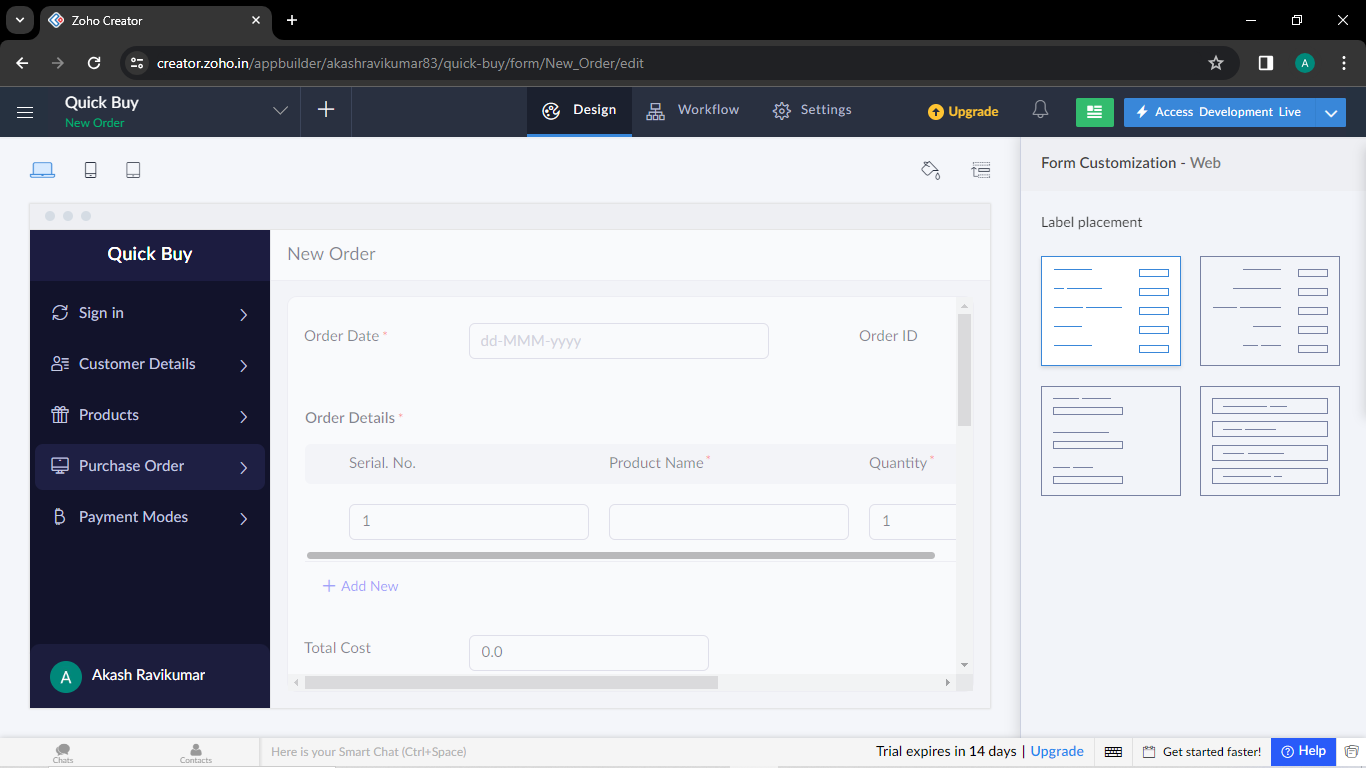 Zoho Creator
creator.zoho.in/appbuilder/akashravikumar83/quick-buy/form/New_Order/edit
A
Quick Buy
New Order
Design
Workflow
Settings
Upgrade
Access Development Live
Form Customization - Web
Label placement
Quick Buy
Sign in
Customer Details
Products
Purchase Order
Payment Modes
A Akash Ravikumar
New Order
Order Date *
dd-MMM-yyyy
Order ID
Order Details *
Serial. No. Product Name * Quantity *
1 1
+ Add New
Total Cost
0.0
Chats
Contacts
Here is your Smart Chat (Ctrl+Space)
Trial expires in 14 days | Upgrade
Get started faster!
Help